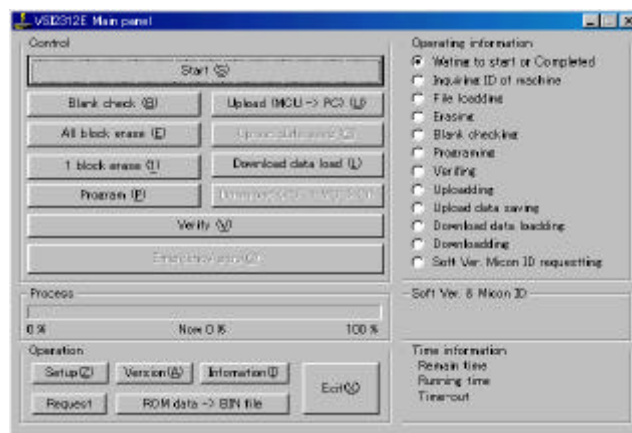 VSI2312E Main panel
Control
Start (S)
Blank check (B)
Upload (MCU -> PC) (U)
All block erase (E)
1 block erase (1)
Download data load (L)
Program (P)
Verify (V)
Process
0 % Now 0 % 100 %
Operation
Setup(Z)
Version(A)
Infomation(I)
Exit(X)
Request
ROM data -> BIN file
Operating information
Wating to start or Completed
Inquiring ID of machine
File loadding
Erasing
Blank checking
Programing
Verifing
Uploadding
Upload data saving
Download data loadding
Downloadding
Soft Ver. Micon ID requestting
Soft Ver. & Micon ID
Time information
Remain time
Running time
Time-out